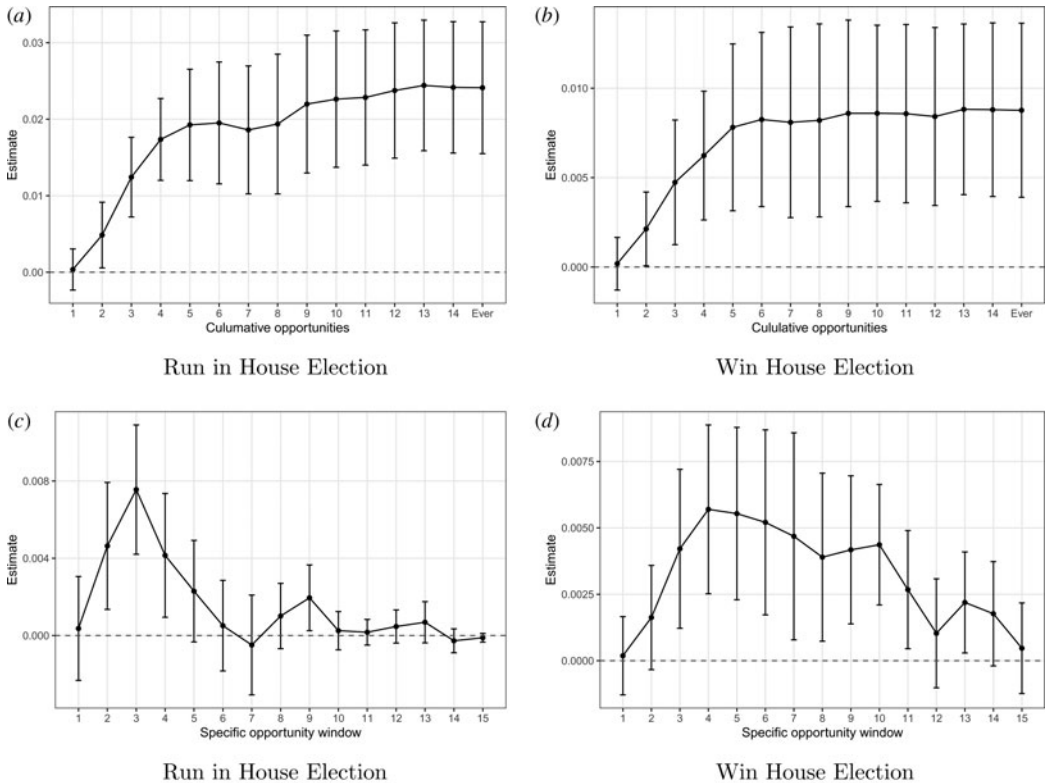 (a)
0.03
0.02
0.01
0.00
Estimate
1 2 3 4 5 6 7 8 9 10 11 12 13 14 Ever
Culumative opportunities
Run in House Election
(b)
0.010
0.005
0.000
Estimate
1 2 3 4 5 6 7 8 9 10 11 12 13 14 Ever
Cululative opportunities
Win House Election
(c)
0.008
0.004
0.000
Estimate
1 2 3 4 5 6 7 8 9 10 11 12 13 14 15
Specific opportunity window
Run in House Election
(d)
0.0075
0.0050
0.0025
0.0000
Estimate
1 2 3 4 5 6 7 8 9 10 11 12 13 14 15
Specific opportunity window
Win House Election